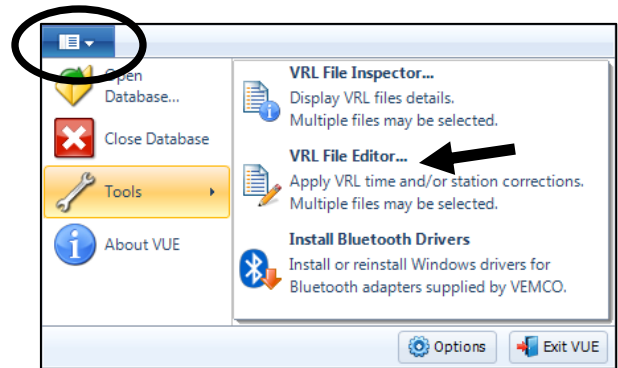 Open
Database...
Close Database
Tools
About VUE
VRL File Inspector...
Display VRL files details.
Multiple files may be selected.
VRL File Editor...
Apply VRL time and/or station corrections.
Multiple files may be selected.
Install Bluetooth Drivers
Install or reinstall Windows drivers for
Bluetooth adapters supplied by VEMCO.
Options
Exit VUE